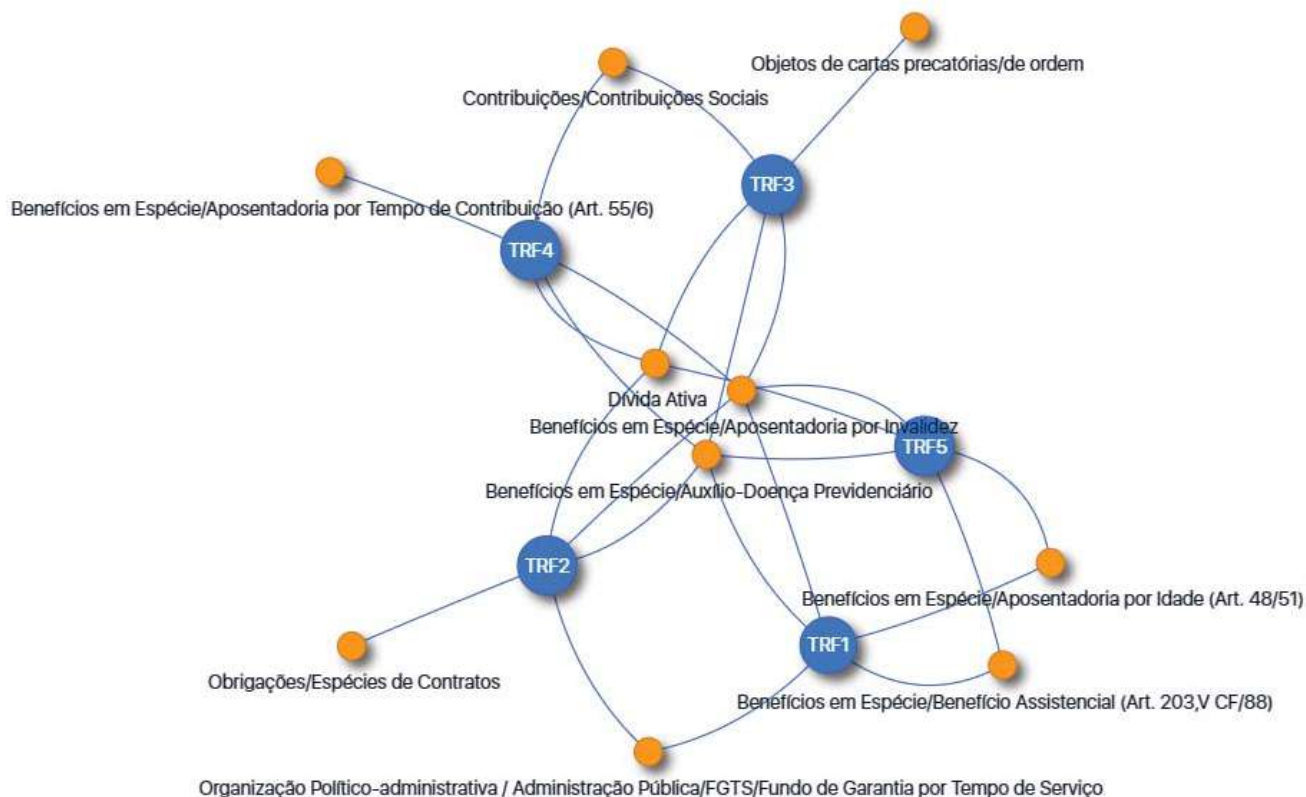 Objetos de cartas precatórias/de ordem
Contribuições/Contribuições Sociais
TRF3
Benefícios em Espécie/Aposentadoria por Tempo de Contribuição (Art. 55/6)
TRF4
Dívida Ativa
Benefícios em Espécie/Aposentadoria por Invalidez
TRF5
Benefícios em Espécie/Auxílio-Doença Previdenciário
TRF2
Benefícios em Espécie/Aposentadoria por Idade (Art. 48/51)
TRF1
Obrigações/Espécies de Contratos
Benefícios em Espécie/Benefício Assistencial (Art. 203,V CF/88)
Organização Político-administrativa / Administração Pública/FGTS/Fundo de Garantia por Tempo de Serviço